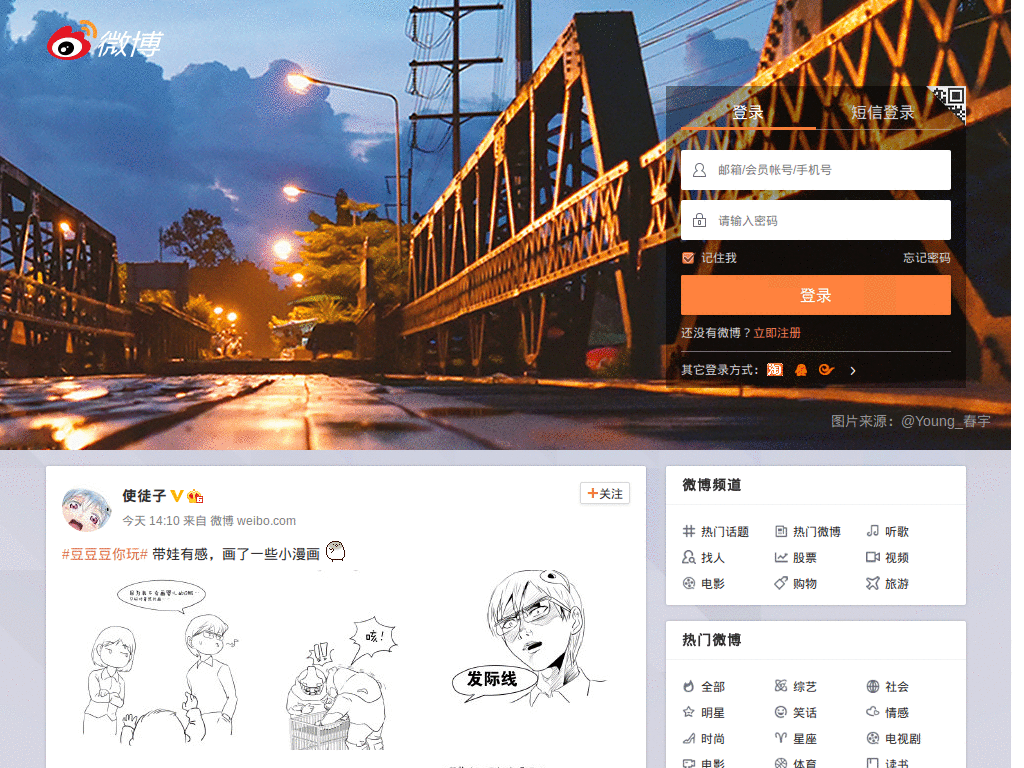 微博
登录 短信登录
邮箱/会员帐号/手机号
请输入密码
记住我 忘记密码
登录
还没有微博？立即注册
其它登录方式：
图片来源：@Young_春宇
使徒子
+关注
今天 14:10 来自 微博 weibo.com
#豆豆豆你玩# 带娃有感，画了一些小漫画
咳！
发际线
微博频道
热门话题 热门微博 听歌
找人 股票 视频
电影 购物 旅游
热门微博
全部 综艺 社会
明星 笑话 情感
时尚 星座 电视剧
电影 体育 读书